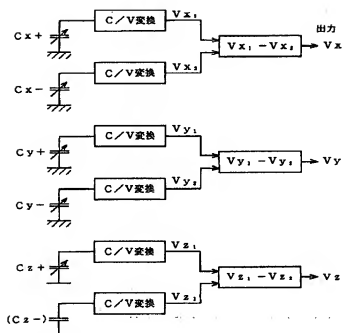 C/V変換 Vx₁
Cx+
出力
Vx₁-Vx₂ Vx
C/V変換 Vx₂
Cx-
C/V変換 Vy₁
Cy+
Vy₁-Vy₂ Vy
C/V変換 Vy₂
Cy-
C/V変換 Vz₁
Cz+
Vz₁-Vz₂ Vz
C/V変換 Vz₂
(Cz-)